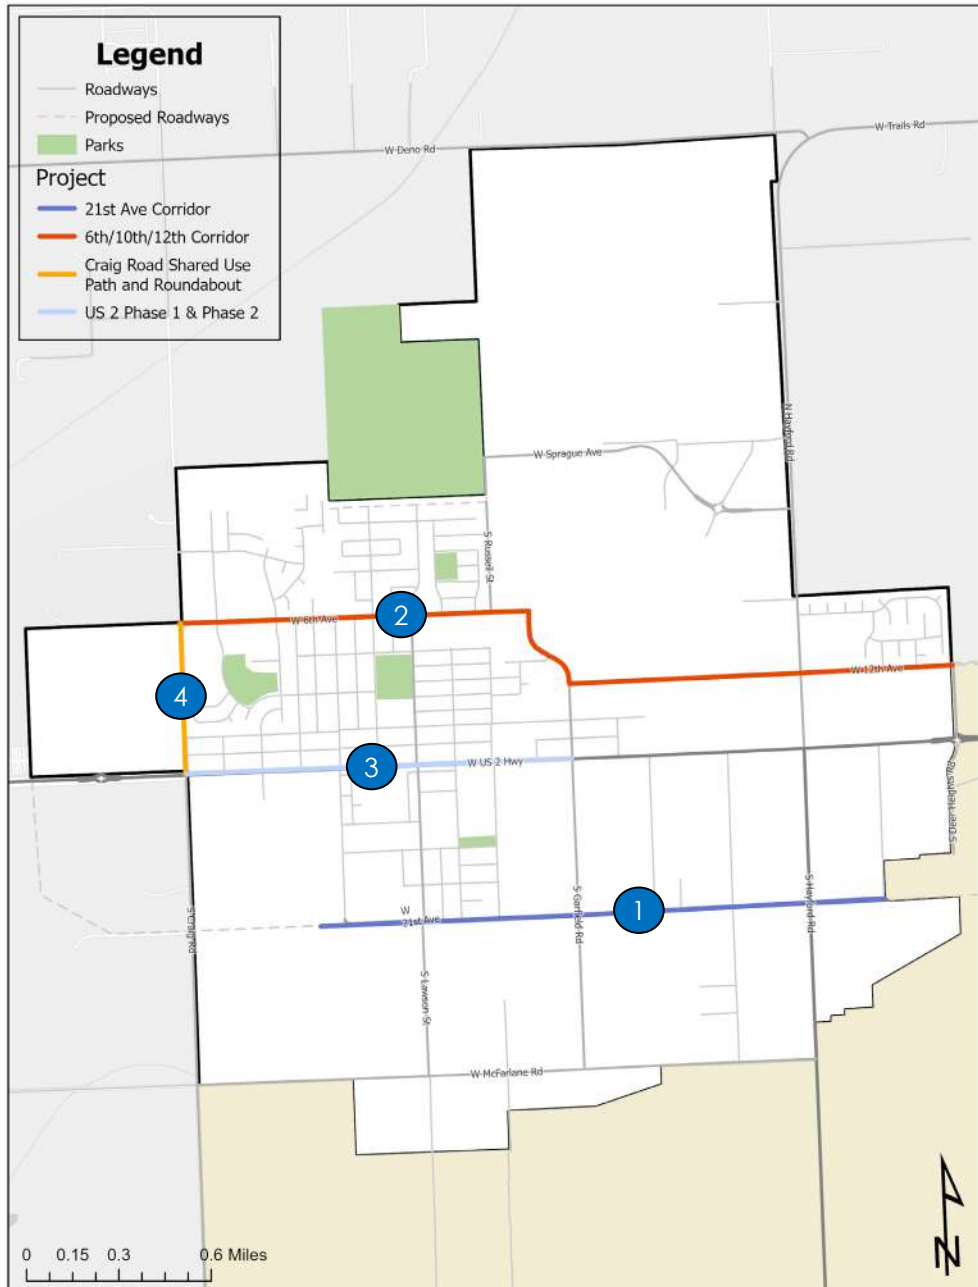 Legend
Roadways
Proposed Roadways
Parks
Project
21st Ave Corridor
6th/10th/12th Corridor
Craig Road Shared Use
Path and Roundabout
US 2 Phase 1 & Phase 2
W Deno Rd
W Trails Rd
N Hayford Rd
W Sprague Ave
S Russell St
2
W 6th Ave
W 12th Ave
4
3
W US 2 Hwy
S Deer Heights Rd
1
W
21st Ave
S Garfield Rd
S Hayford Rd
S Craig Rd
S Lawson St
W McFarlane Rd
0 0.15 0.3 0.6 Miles
N